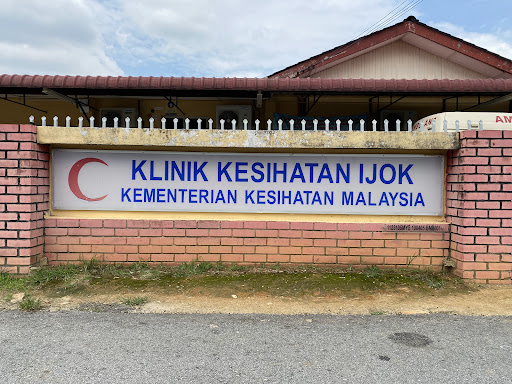 KLINIK KESIHATAN IJOK
KEMENTERIAN KESIHATAN MALAYSIA